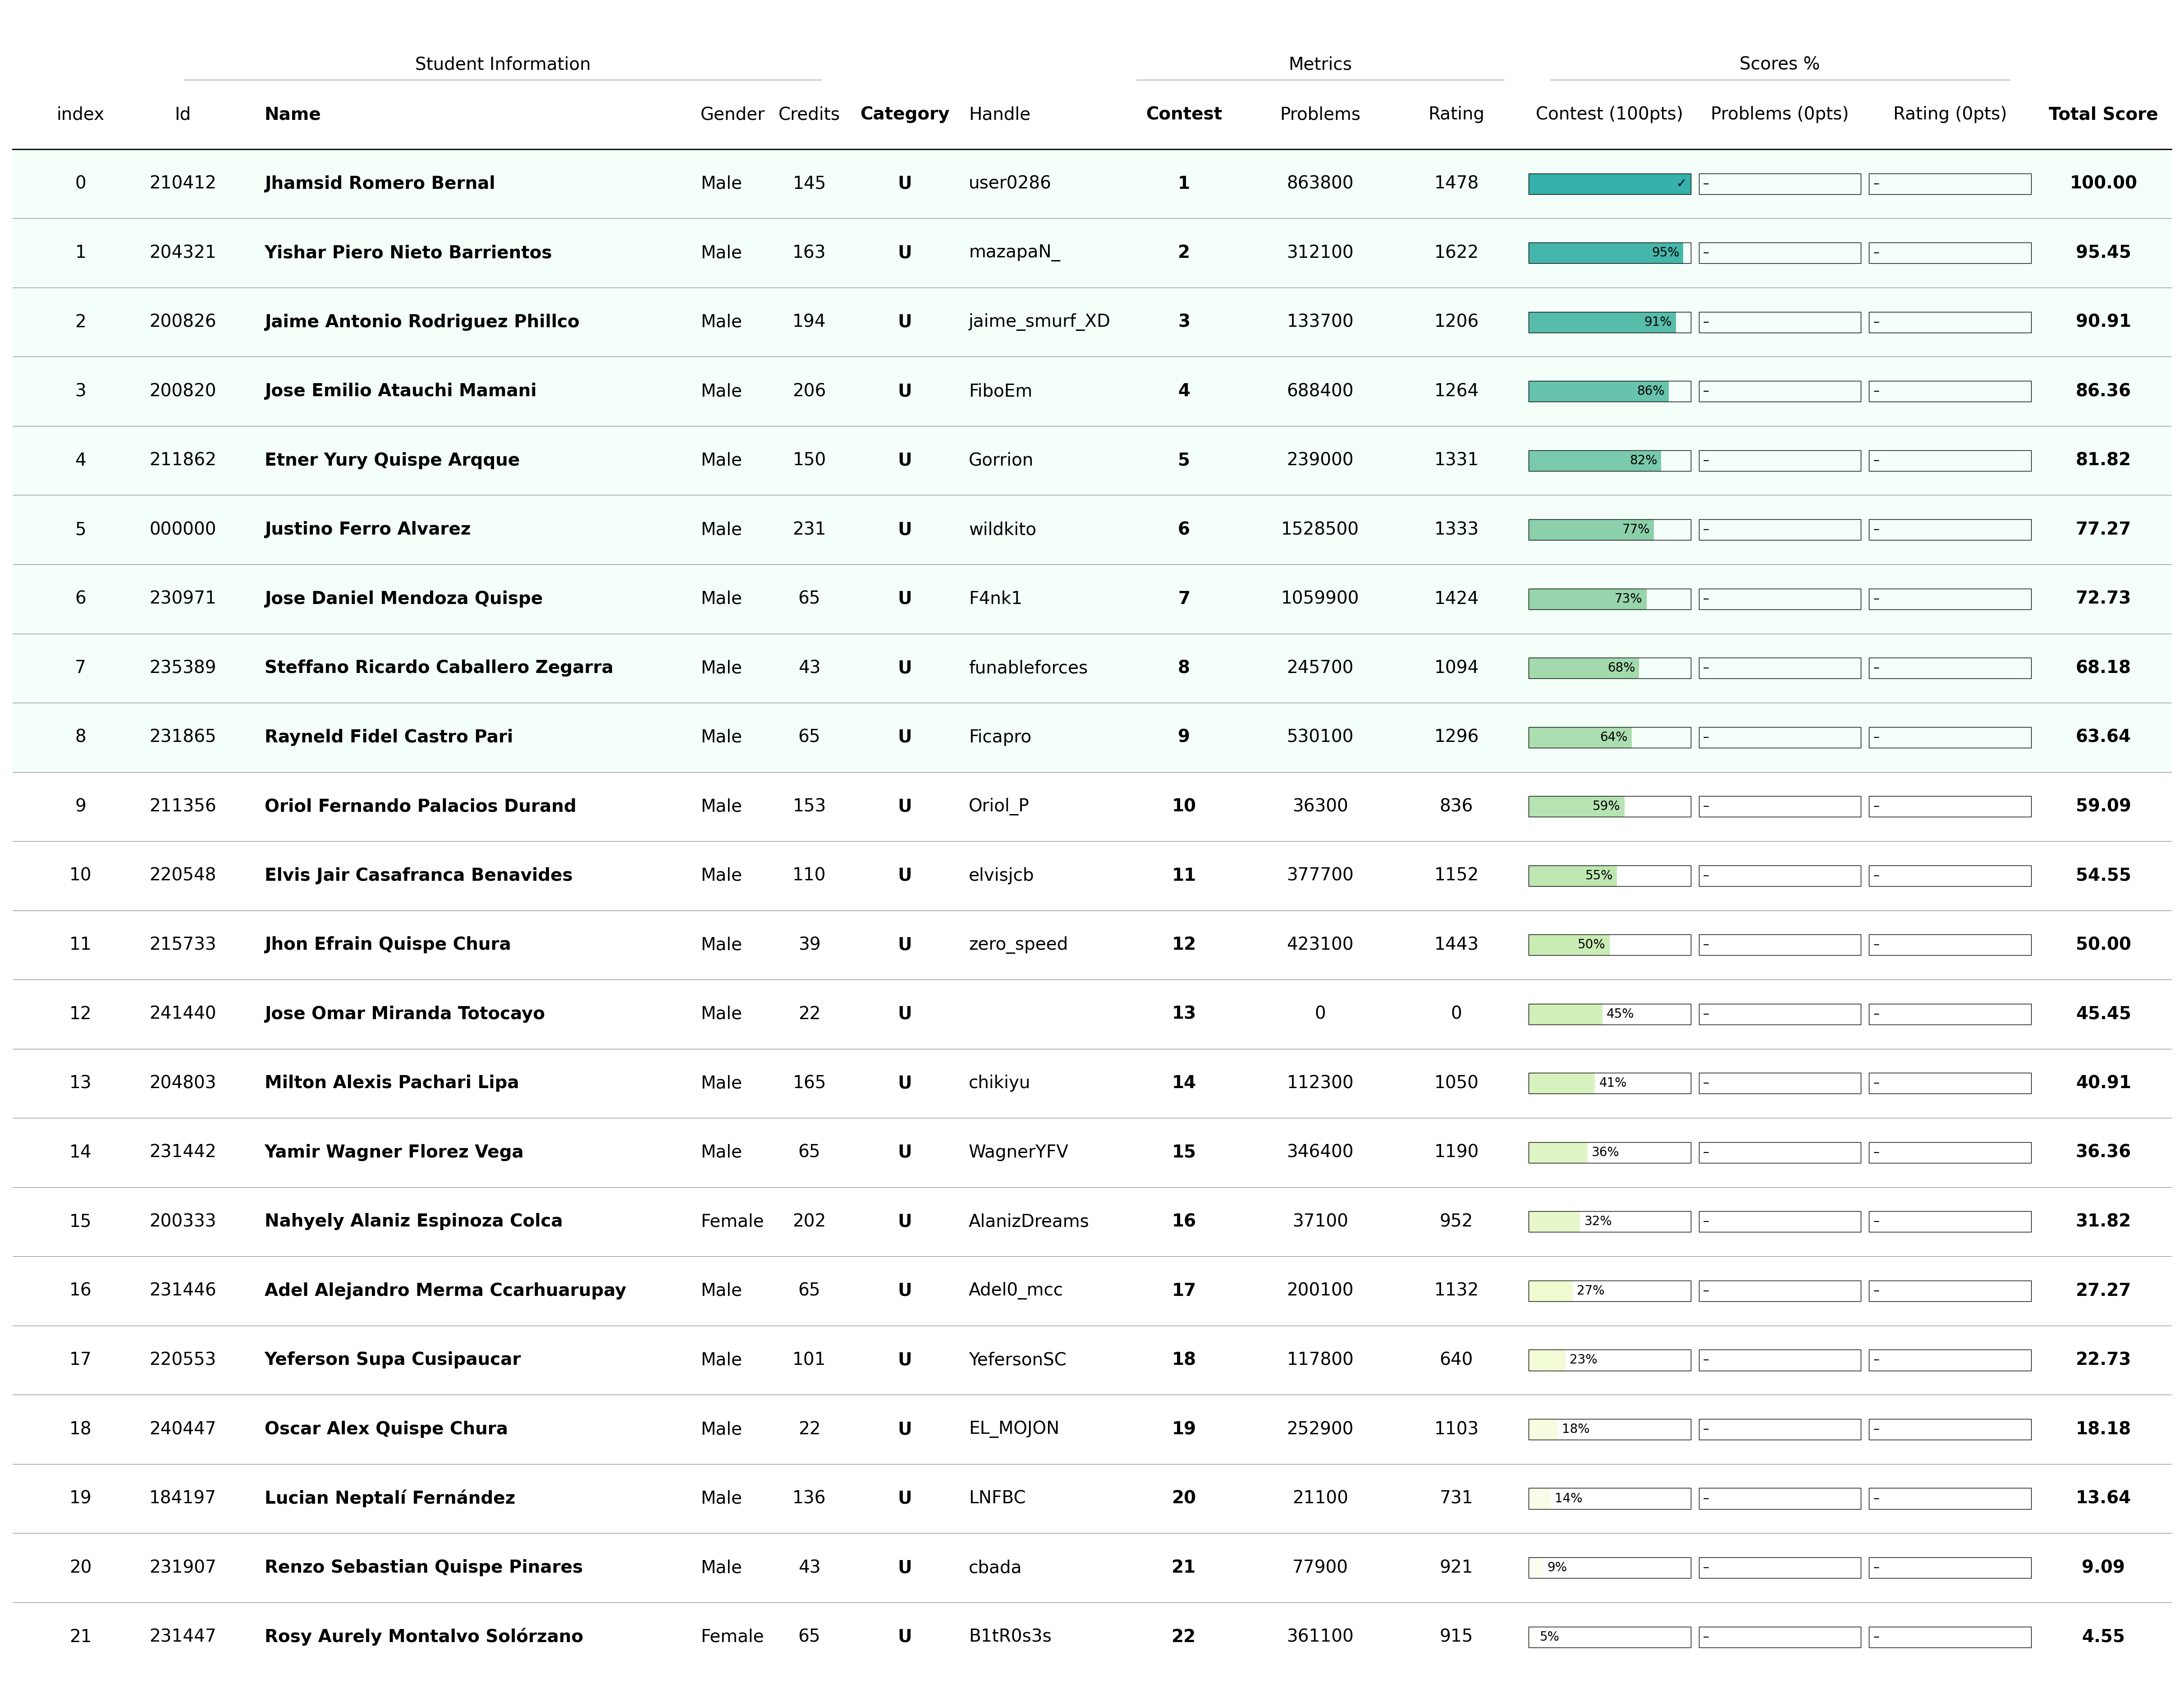 Student Information Metrics Scores %
index Id Name Gender Credits Category Handle Contest Problems Rating Contest (100pts) Problems (0pts) Rating (0pts) Total Score
0 210412 Jhamsid Romero Bernal Male 145 U user0286 1 863800 1478 ✓ – – 100.00
1 204321 Yishar Piero Nieto Barrientos Male 163 U mazapaN_ 2 312100 1622 95% – – 95.45
2 200826 Jaime Antonio Rodriguez Phillco Male 194 U jaime_smurf_XD 3 133700 1206 91% – – 90.91
3 200820 Jose Emilio Atauchi Mamani Male 206 U FiboEm 4 688400 1264 86% – – 86.36
4 211862 Etner Yury Quispe Arqque Male 150 U Gorrion 5 239000 1331 82% – – 81.82
5 000000 Justino Ferro Alvarez Male 231 U wildkito 6 1528500 1333 77% – – 77.27
6 230971 Jose Daniel Mendoza Quispe Male 65 U F4nk1 7 1059900 1424 73% – – 72.73
7 235389 Steffano Ricardo Caballero Zegarra Male 43 U funableforces 8 245700 1094 68% – – 68.18
8 231865 Rayneld Fidel Castro Pari Male 65 U Ficapro 9 530100 1296 64% – – 63.64
9 211356 Oriol Fernando Palacios Durand Male 153 U Oriol_P 10 36300 836 59% – – 59.09
10 220548 Elvis Jair Casafranca Benavides Male 110 U elvisjcb 11 377700 1152 55% – – 54.55
11 215733 Jhon Efrain Quispe Chura Male 39 U zero_speed 12 423100 1443 50% – – 50.00
12 241440 Jose Omar Miranda Totocayo Male 22 U 13 0 0 45% – – 45.45
13 204803 Milton Alexis Pachari Lipa Male 165 U chikiyu 14 112300 1050 41% – – 40.91
14 231442 Yamir Wagner Florez Vega Male 65 U WagnerYFV 15 346400 1190 36% – – 36.36
15 200333 Nahyely Alaniz Espinoza Colca Female 202 U AlanizDreams 16 37100 952 32% – – 31.82
16 231446 Adel Alejandro Merma Ccarhuarupay Male 65 U Adel0_mcc 17 200100 1132 27% – – 27.27
17 220553 Yeferson Supa Cusipaucar Male 101 U YefersonSC 18 117800 640 23% – – 22.73
18 240447 Oscar Alex Quispe Chura Male 22 U EL_MOJON 19 252900 1103 18% – – 18.18
19 184197 Lucian Neptalí Fernández Male 136 U LNFBC 20 21100 731 14% – – 13.64
20 231907 Renzo Sebastian Quispe Pinares Male 43 U cbada 21 77900 921 9% – – 9.09
21 231447 Rosy Aurely Montalvo Solórzano Female 65 U B1tR0s3s 22 361100 915 5% – – 4.55